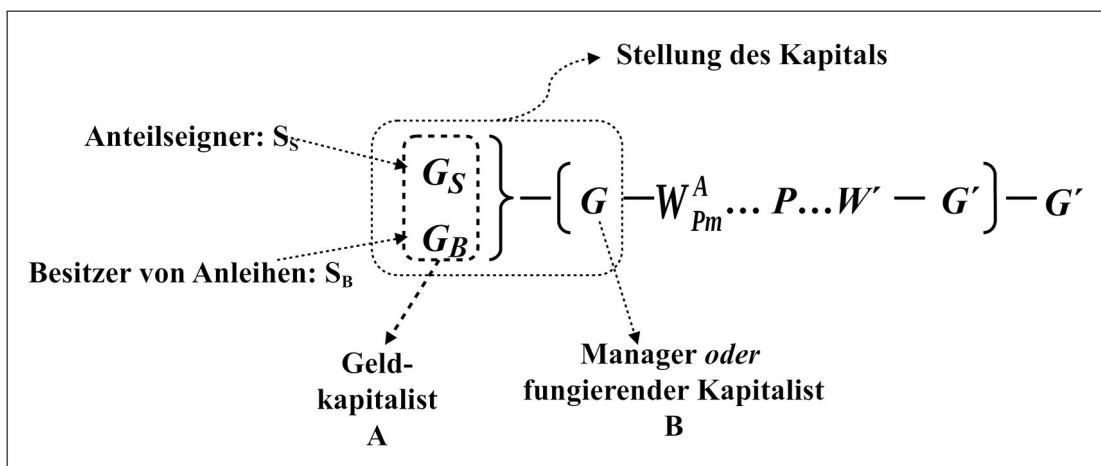 Stellung des Kapitals
Anteilseigner: S_S
G_S
G_B
} — [ G — W^A_Pm ... P...W′ — G′ ] — G′
Besitzer von Anleihen: S_B
Geld-
kapitalist
A
Manager oder
fungierender Kapitalist
B